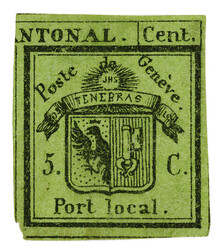 NTONAL. Cent.
Poste de Genève
JHS
TENEBRAS
5. C.
Port local.